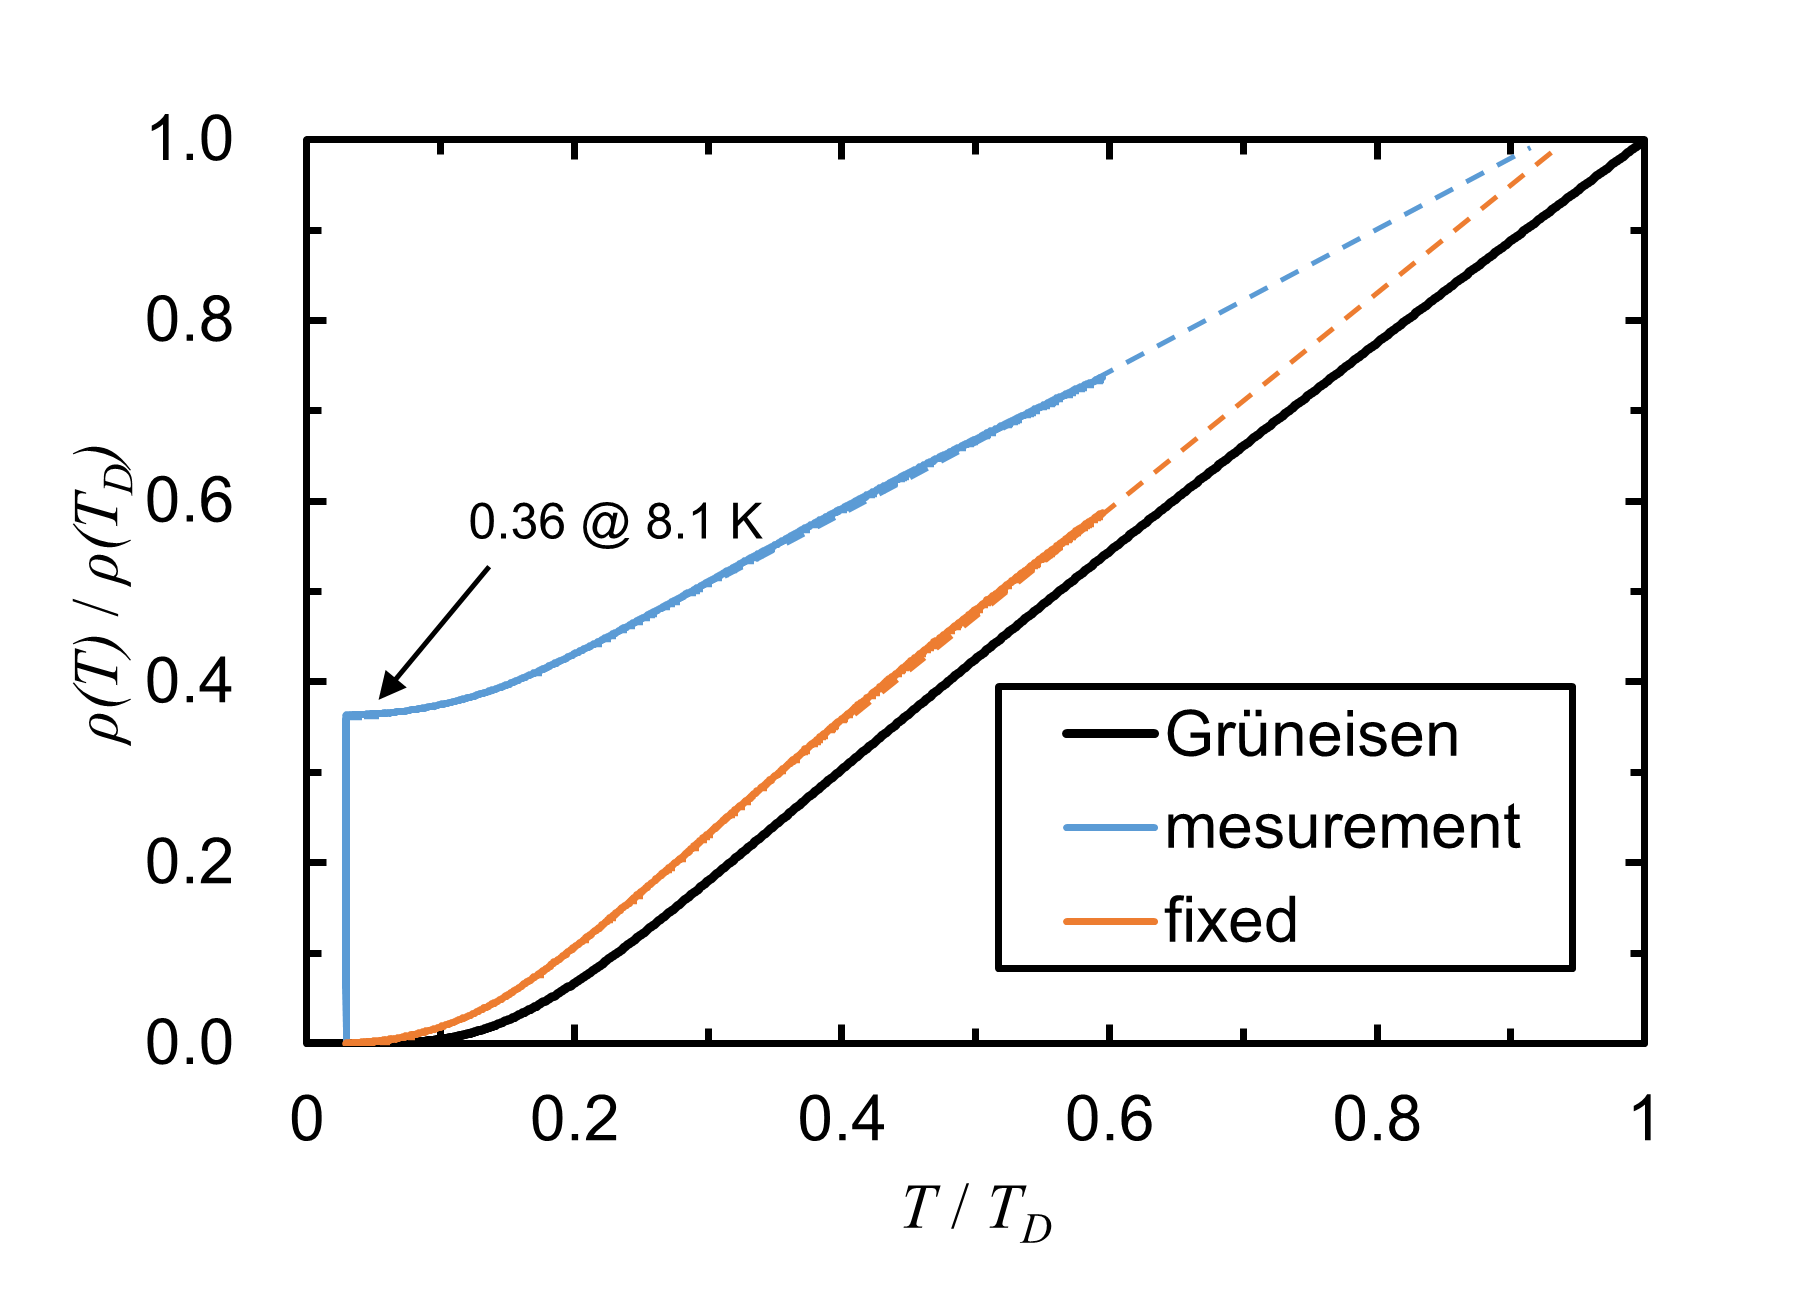 1.0
0.8
0.6
0.4
0.2
0.0
ρ(T) / ρ(T_D)
0.36 @ 8.1 K
Grüneisen
mesurement
fixed
0 0.2 0.4 0.6 0.8 1
T / T_D